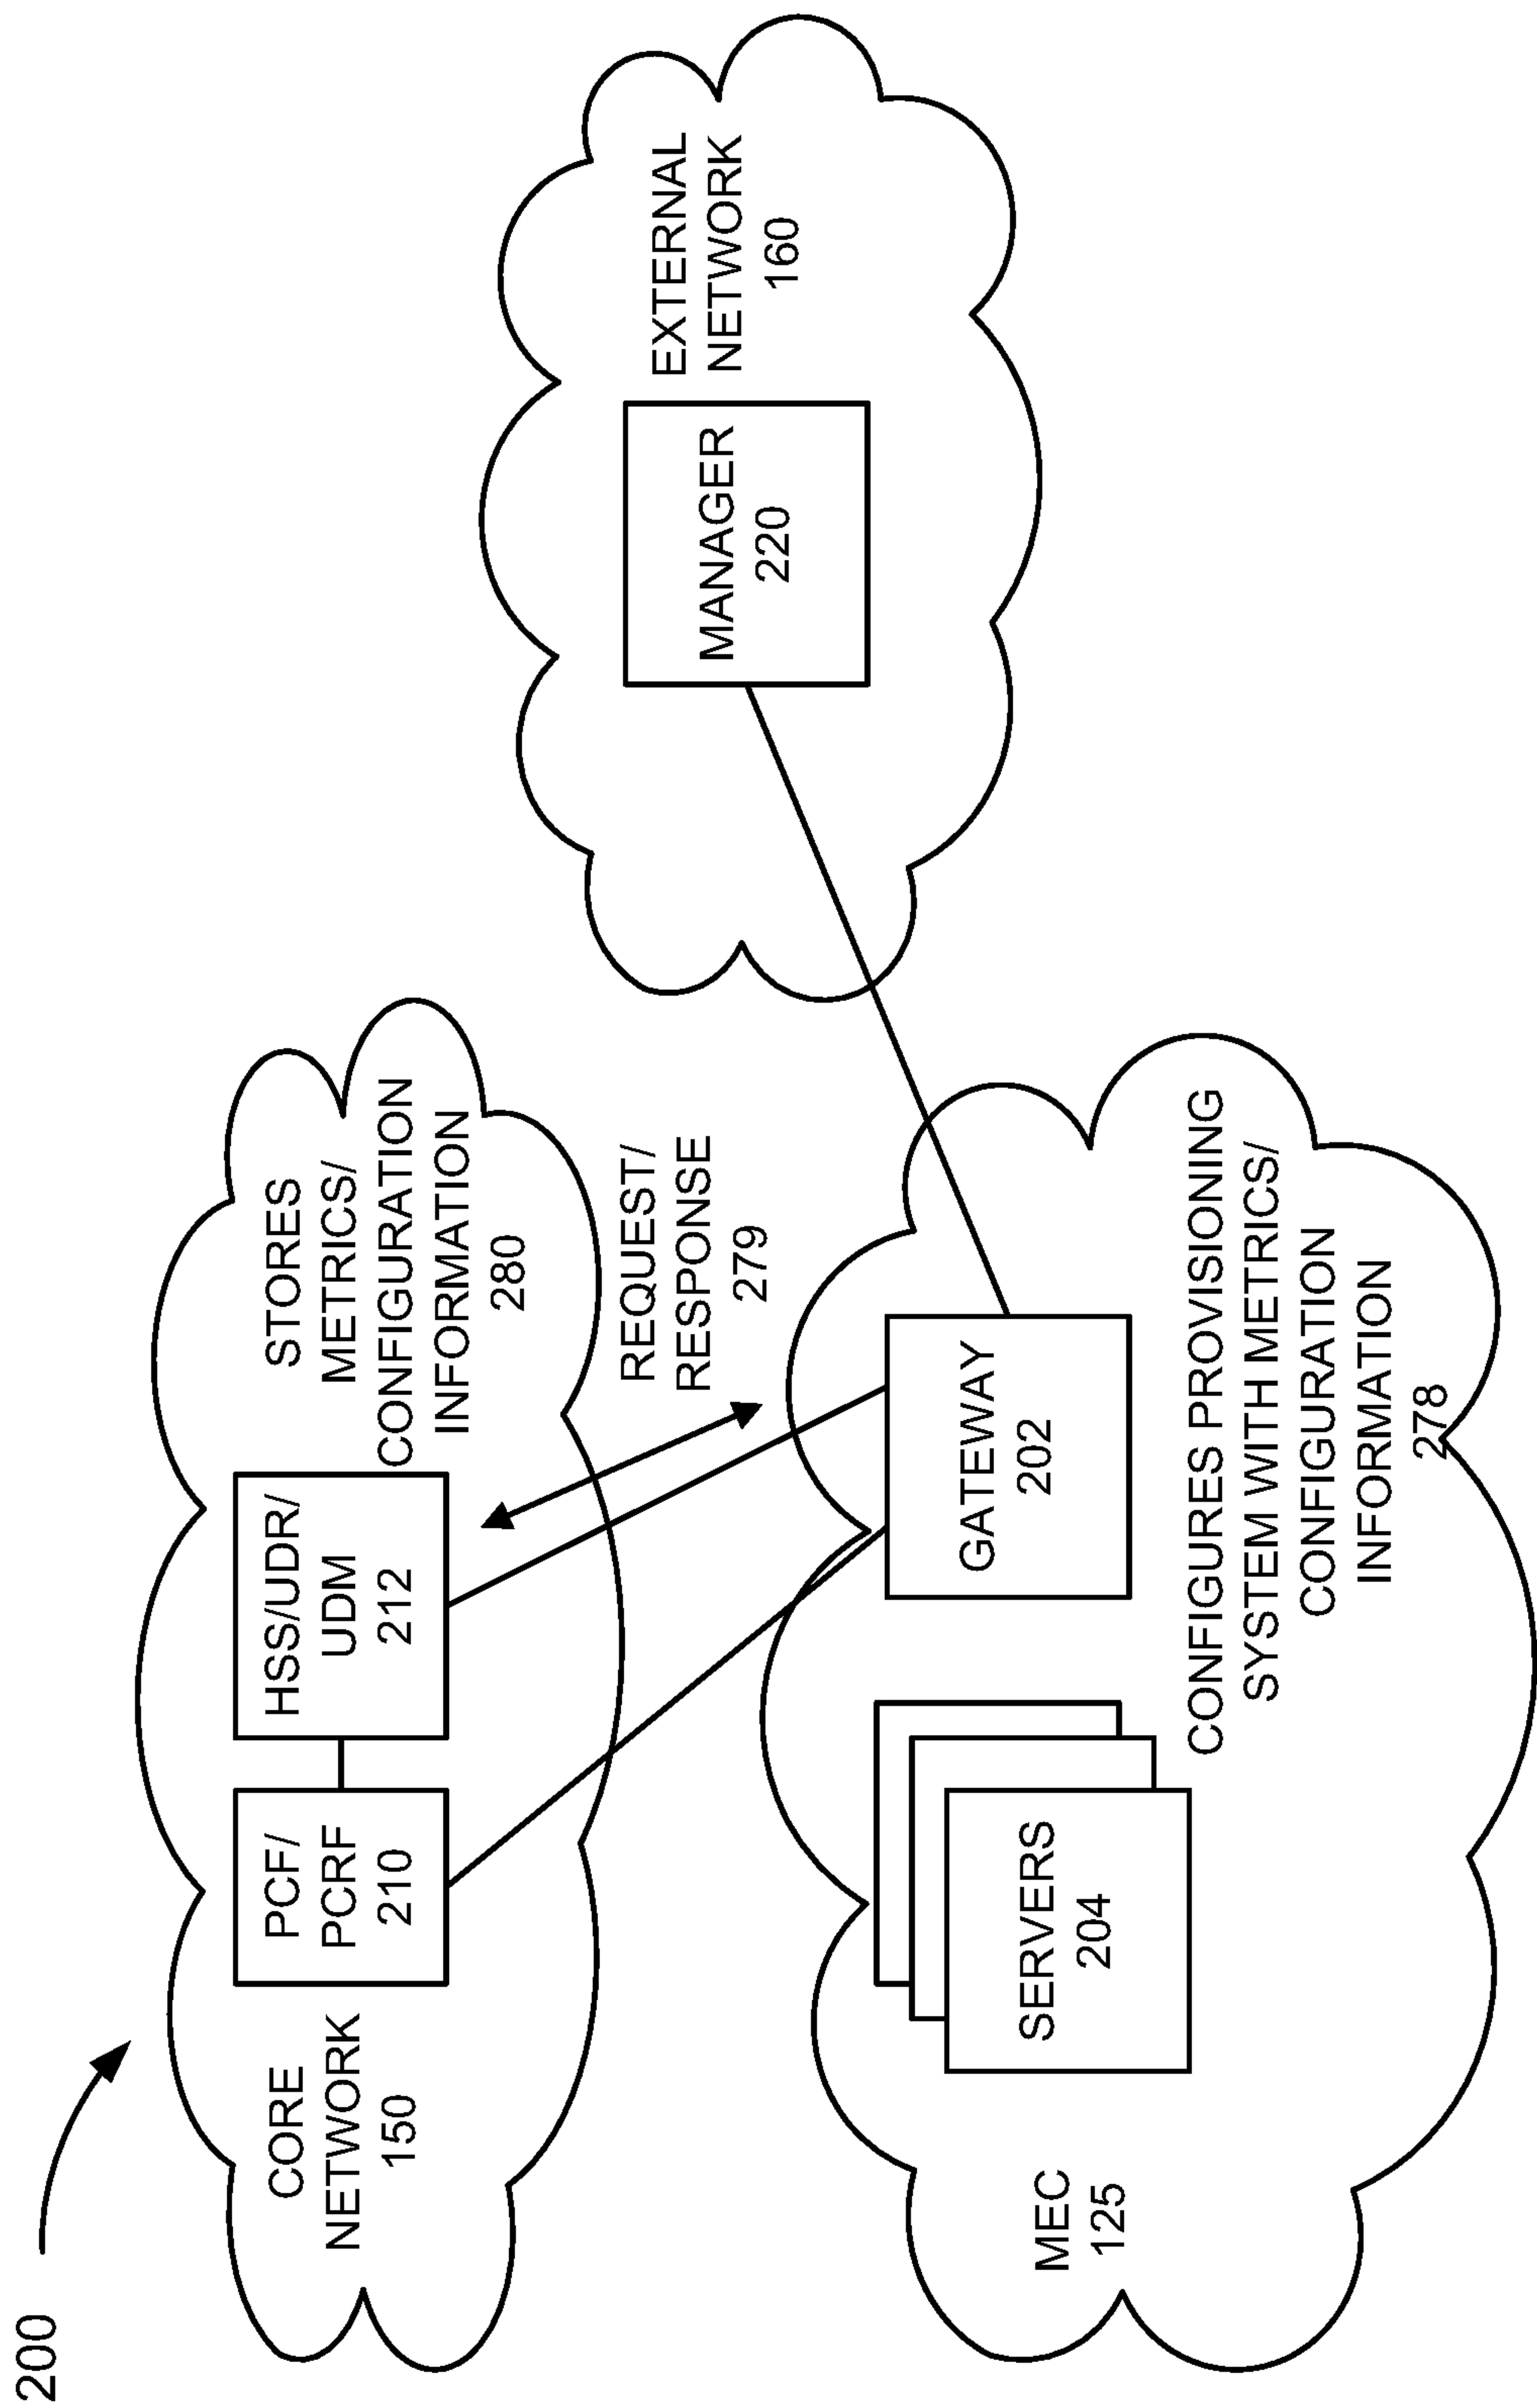 200
CORE
NETWORK
150
PCF/
PCRF
210
HSS/UDR/
UDM
212
STORES
METRICS/
CONFIGURATION
INFORMATION
280
REQUEST/
RESPONSE
279
EXTERNAL
NETWORK
160
MANAGER
220
MEC
125
SERVERS
204
GATEWAY
202
CONFIGURES PROVISIONING
SYSTEM WITH METRICS/
CONFIGURATION
INFORMATION
278